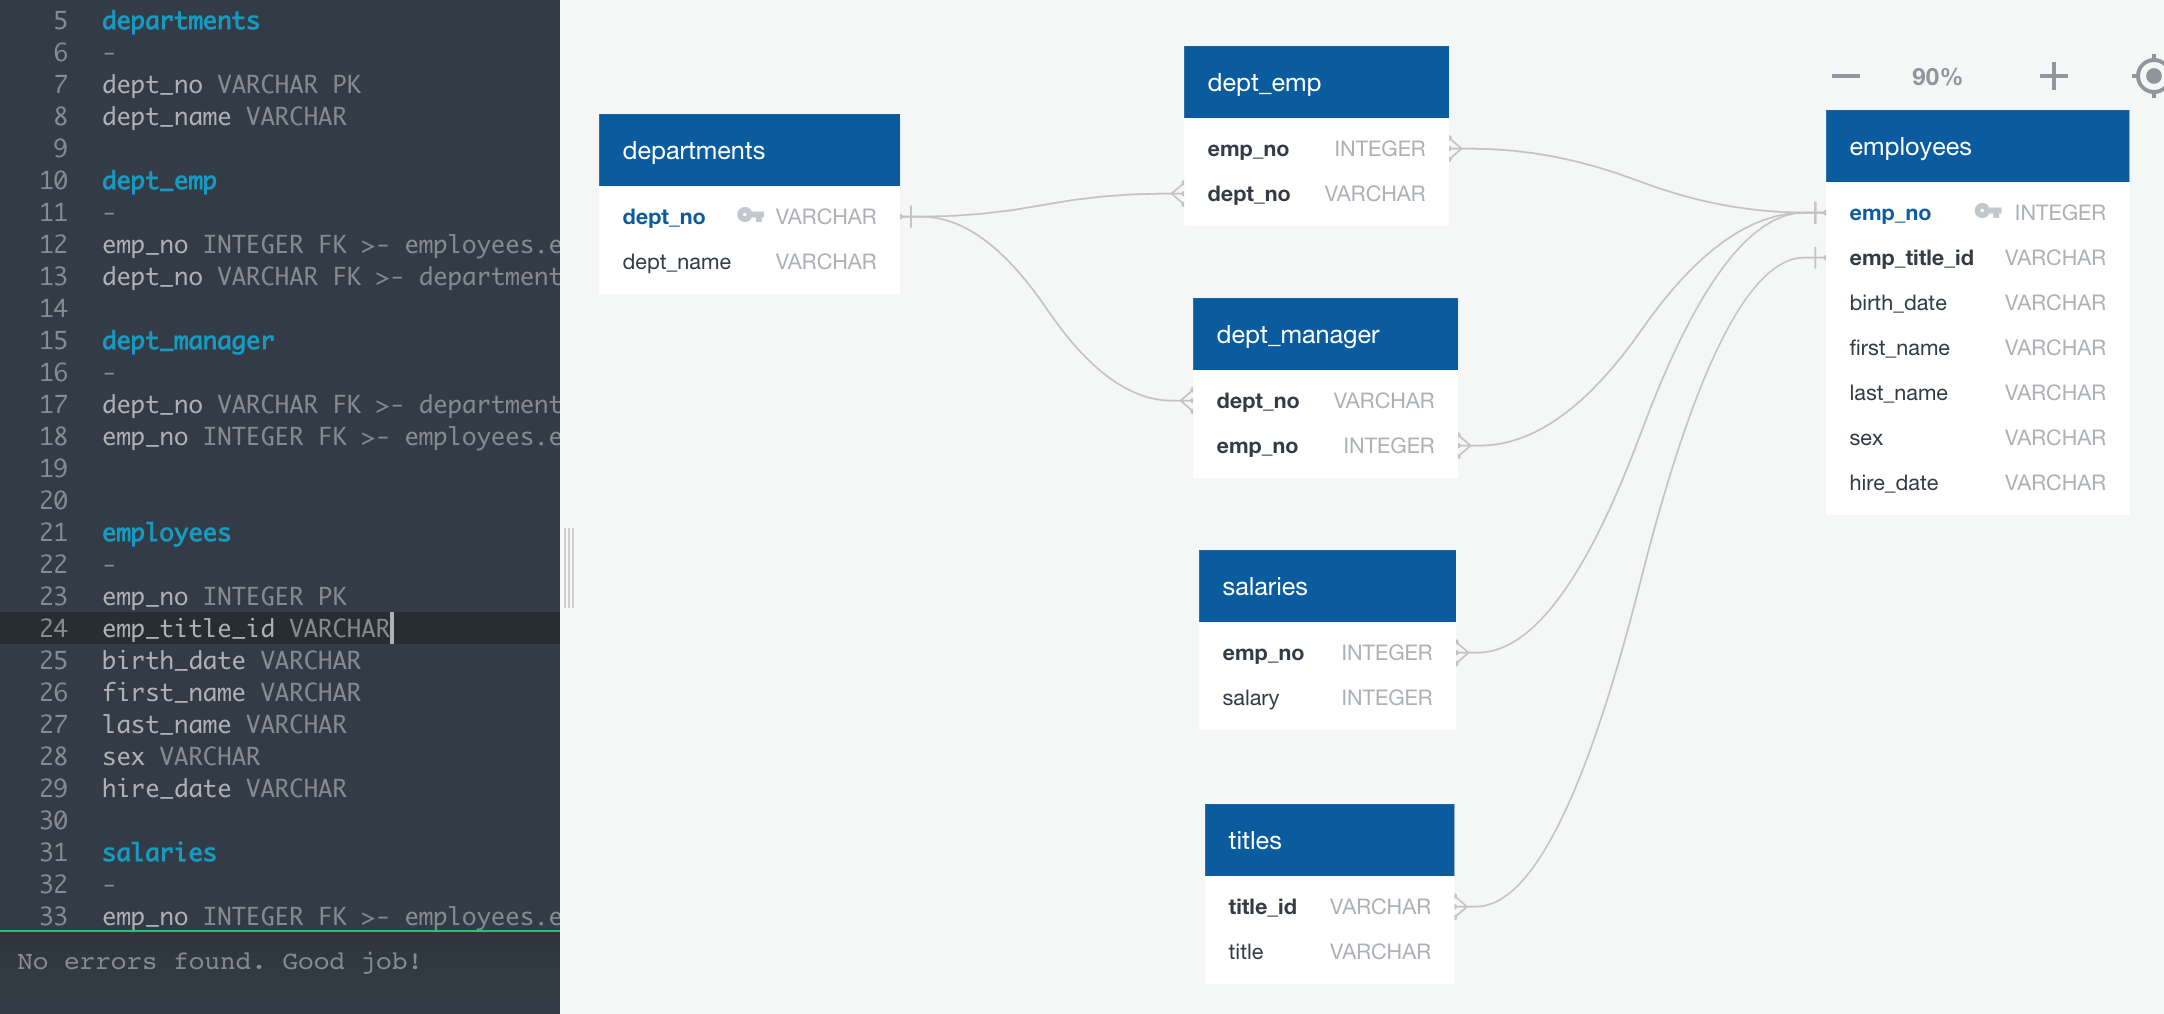 5 departments
6 -
7 dept_no VARCHAR PK
8 dept_name VARCHAR
9
10 dept_emp
11 -
12 emp_no INTEGER FK >- employees.e
13 dept_no VARCHAR FK >- department
14
15 dept_manager
16 -
17 dept_no VARCHAR FK >- department
18 emp_no INTEGER FK >- employees.e
19
20
21 employees
22 -
23 emp_no INTEGER PK
24 emp_title_id VARCHAR
25 birth_date VARCHAR
26 first_name VARCHAR
27 last_name VARCHAR
28 sex VARCHAR
29 hire_date VARCHAR
30
31 salaries
32 -
33 emp_no INTEGER FK >- employees.e
No errors found. Good job!
departments
dept_no VARCHAR
dept_name VARCHAR
dept_emp
emp_no INTEGER
dept_no VARCHAR
dept_manager
dept_no VARCHAR
emp_no INTEGER
salaries
emp_no INTEGER
salary INTEGER
titles
title_id VARCHAR
title VARCHAR
90%
employees
emp_no INTEGER
emp_title_id VARCHAR
birth_date VARCHAR
first_name VARCHAR
last_name VARCHAR
sex VARCHAR
hire_date VARCHAR